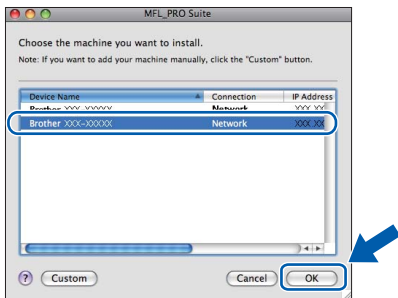 MFL_PRO Suite
Choose the machine you want to install.
Note: If you want to add your machine manually, click the "Custom" button.
Device Name Connection IP Address
Brother XXX-XXXXX Network XXX XX
Brother XXX-XXXXX Network XXX XX
? Custom Cancel OK